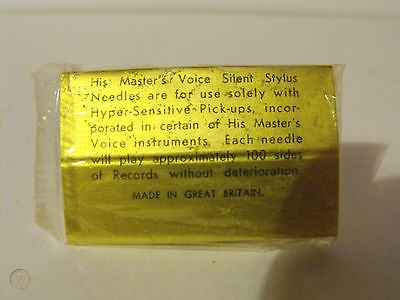 His Master's Voice Silent Stylus
Needles are for use solely with
Hyper-Sensitive Pick-ups, incor-
porated in certain of His Master's
Voice instruments. Each needle
will play approximately 100 sides
of Records without deterioration.
MADE IN GREAT BRITAIN.